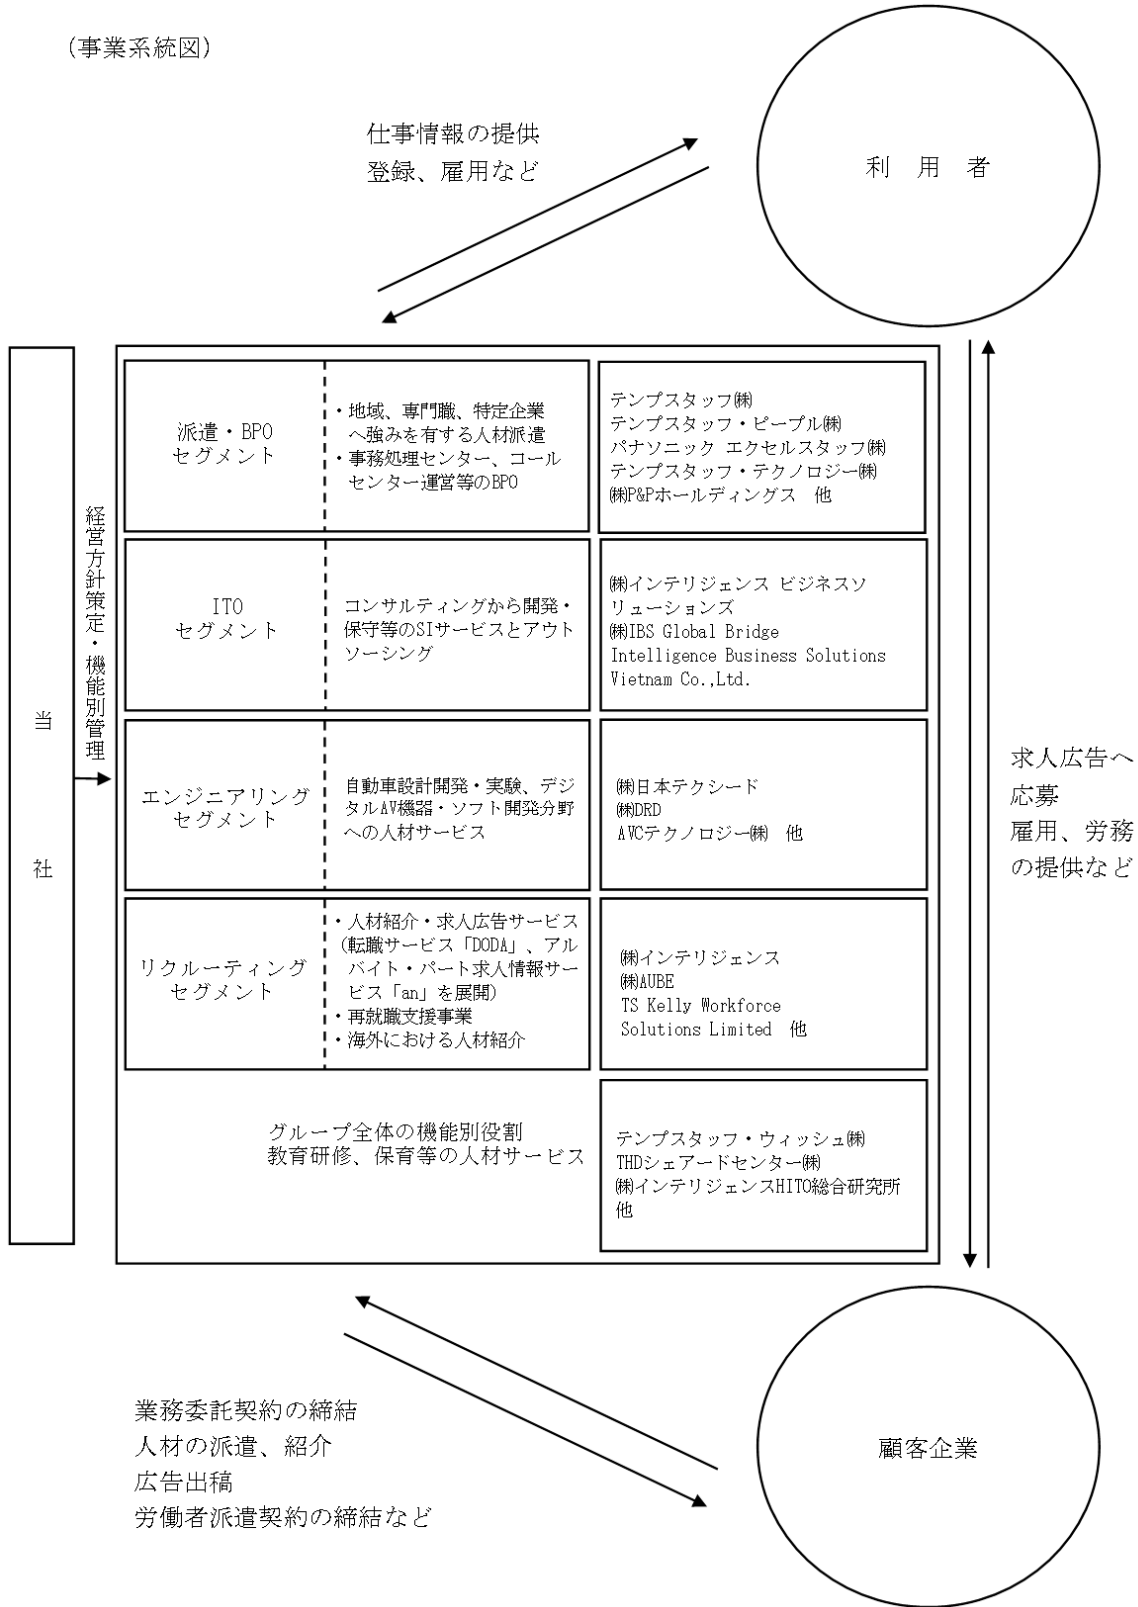 (事業系統図)
仕事情報の提供
登録、雇用など
利　用　者
当
社
経営方針策定・機能別管理
派遣・BPO
セグメント
・地域、専門職、特定企業
へ強みを有する人材派遣
・事務処理センター、コール
センター運営等のBPO
テンプスタッフ㈱
テンプスタッフ・ピープル㈱
パナソニック エクセルスタッフ㈱
テンプスタッフ・テクノロジー㈱
㈱P&Pホールディングス　他
ITO
セグメント
コンサルティングから開発・
保守等のSIサービスとアウト
ソーシング
㈱インテリジェンス ビジネスソ
リューションズ
㈱IBS Global Bridge
Intelligence Business Solutions
Vietnam Co.,Ltd.
エンジニアリング
セグメント
自動車設計開発・実験、デジ
タルAV機器・ソフト開発分野
への人材サービス
㈱日本テクシード
㈱DRD
AVCテクノロジー㈱　他
リクルーティング
セグメント
・人材紹介・求人広告サービス
(転職サービス「DODA」、アル
バイト・パート求人情報サー
ビス「an」を展開)
・再就職支援事業
・海外における人材紹介
㈱インテリジェンス
㈱AUBE
TS Kelly Workforce
Solutions Limited　他
グループ全体の機能別役割
教育研修、保育等の人材サービス
テンプスタッフ・ウィッシュ㈱
THDシェアードセンター㈱
㈱インテリジェンスHITO総合研究所
他
求人広告へ
応募
雇用、労務
の提供など
業務委託契約の締結
人材の派遣、紹介
広告出稿
労働者派遣契約の締結など
顧客企業